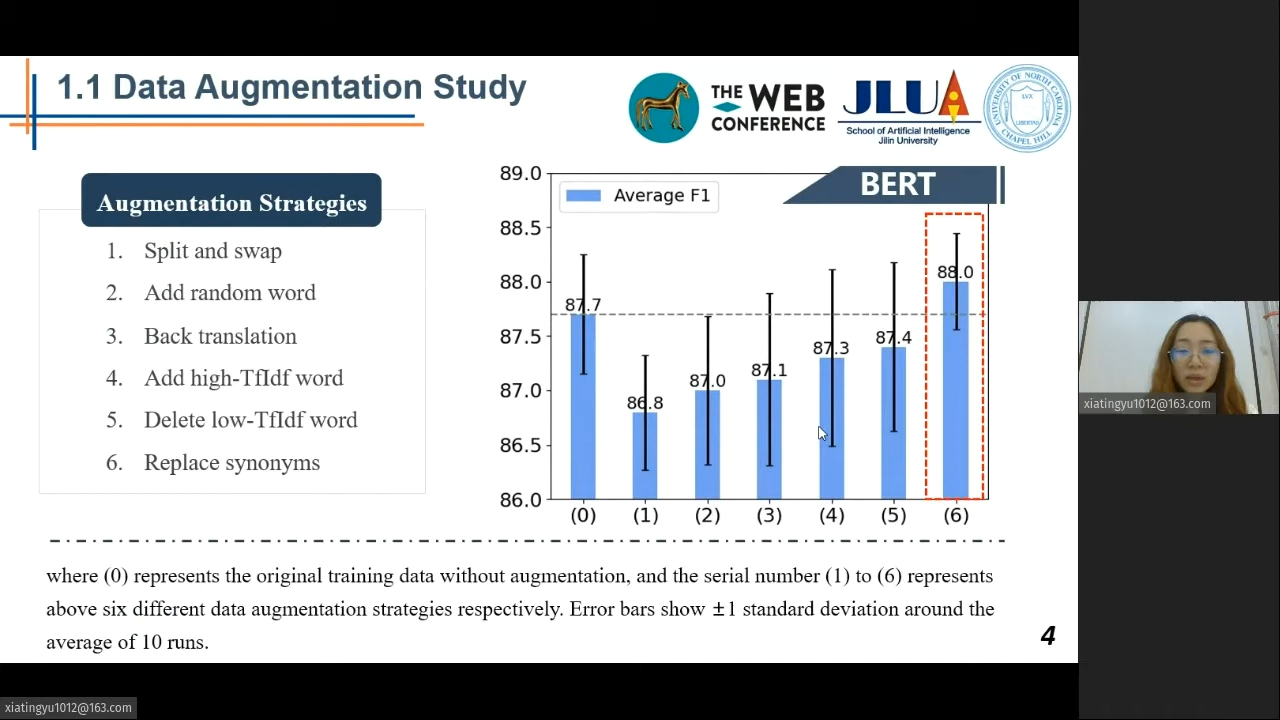 1.1 Data Augmentation Study
THE WEB
CONFERENCE
JLUAI
School of Artificial Intelligence
Jilin University
UNIVERSITY OF NORTH CAROLINA
LVX
LIBERTAS
CHAPEL HILL
Augmentation Strategies
1. Split and swap
2. Add random word
3. Back translation
4. Add high-TfIdf word
5. Delete low-TfIdf word
6. Replace synonyms
BERT
Average F1
89.0
88.5
88.0
87.5
87.0
86.5
86.0
87.7
86.8
87.0
87.1
87.3
87.4
88.0
(0) (1) (2) (3) (4) (5) (6)
where (0) represents the original training data without augmentation, and the serial number (1) to (6) represents
above six different data augmentation strategies respectively. Error bars show ±1 standard deviation around the
average of 10 runs.
4
xiatingyu1012@163.com
xiatingyu1012@163.com